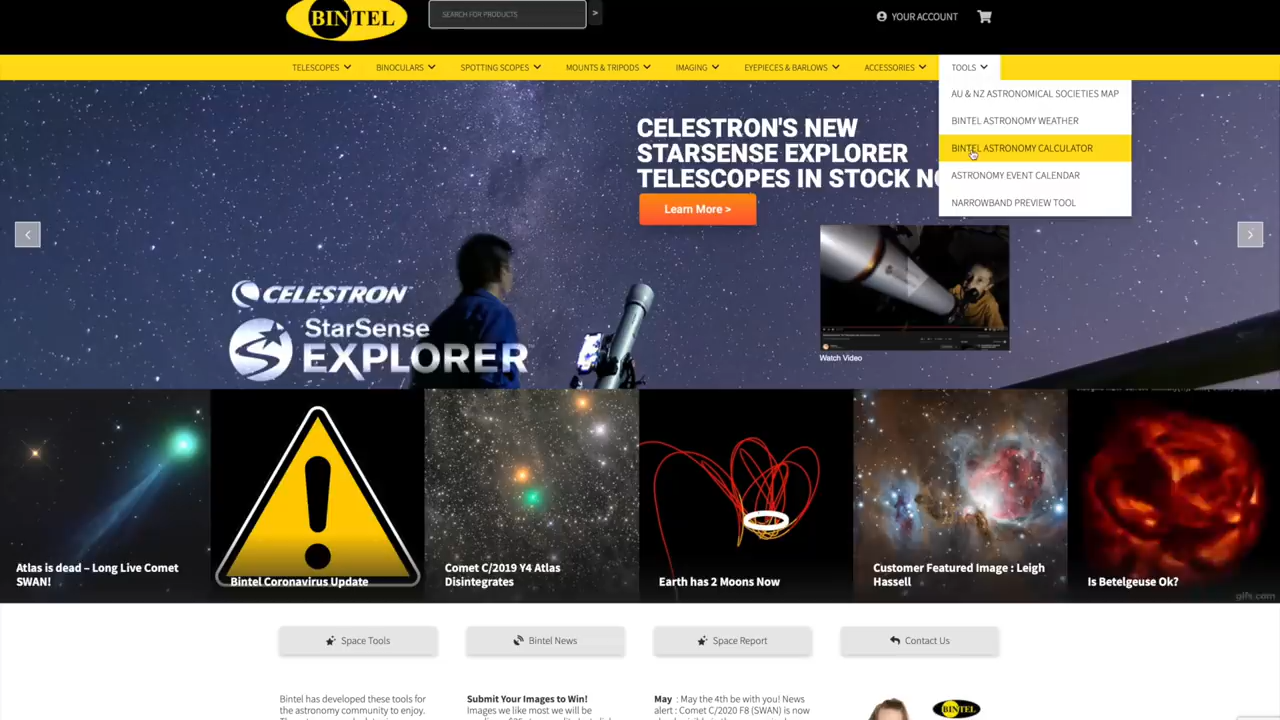 BINTEL
SEARCH FOR PRODUCTS
>
YOUR ACCOUNT
TELESCOPES
BINOCULARS
SPOTTING SCOPES
MOUNTS & TRIPODS
IMAGING
EYEPIECES & BARLOWS
ACCESSORIES
TOOLS
AU & NZ ASTRONOMICAL SOCIETIES MAP
BINTEL ASTRONOMY WEATHER
BINTEL ASTRONOMY CALCULATOR
ASTRONOMY EVENT CALENDAR
NARROWBAND PREVIEW TOOL
CELESTRON'S NEW
STARSENSE EXPLORER
TELESCOPES IN STOCK NO
Learn More >
CELESTRON
StarSense
EXPLORER
Watch Video
Atlas is dead – Long Live Comet
SWAN!
Bintel Coronavirus Update
Comet C/2019 Y4 Atlas
Disintegrates
Earth has 2 Moons Now
Customer Featured Image : Leigh
Hassell
Is Betelgeuse Ok?
gifs.com
Space Tools
Bintel News
Space Report
Contact Us
Bintel has developed these tools for
the astronomy community to enjoy.
Submit Your Images to Win!
Images we like most will be
May : May the 4th be with you! News
alert : Comet C/2020 F8 (SWAN) is now
BINTEL